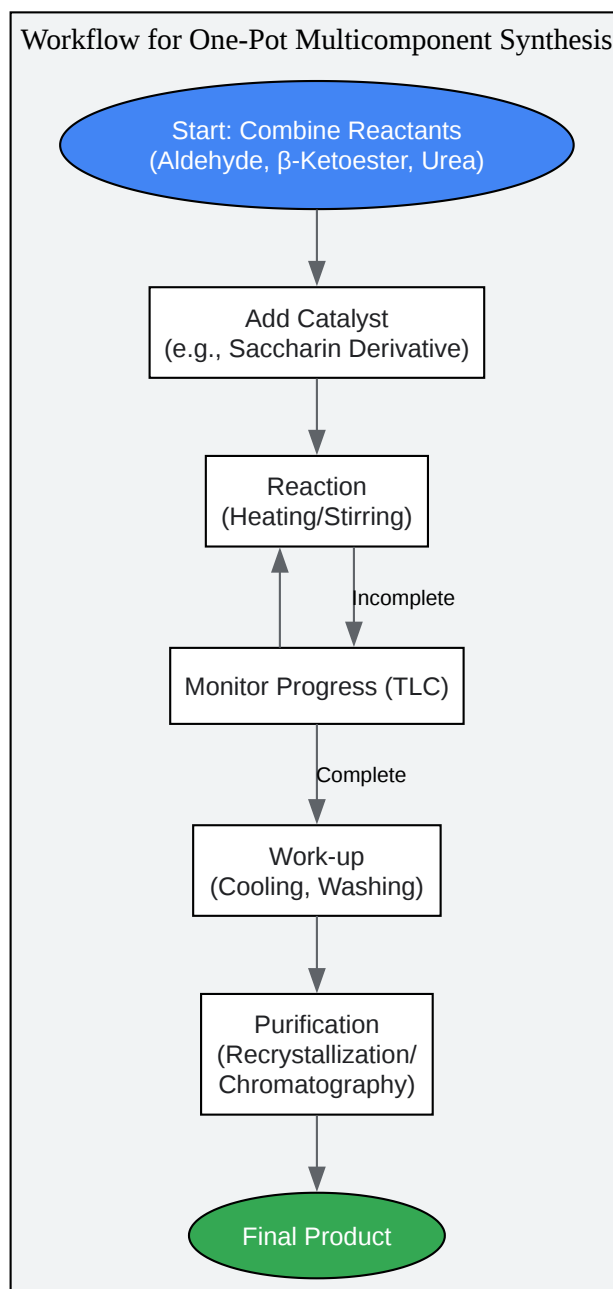 Workflow for One-Pot Multicomponent Synthesis
Start: Combine Reactants
(Aldehyde, β-Ketoester, Urea)
Add Catalyst
(e.g., Saccharin Derivative)
Reaction
(Heating/Stirring)
Incomplete
Monitor Progress (TLC)
Complete
Work-up
(Cooling, Washing)
Purification
(Recrystallization/
Chromatography)
Final Product